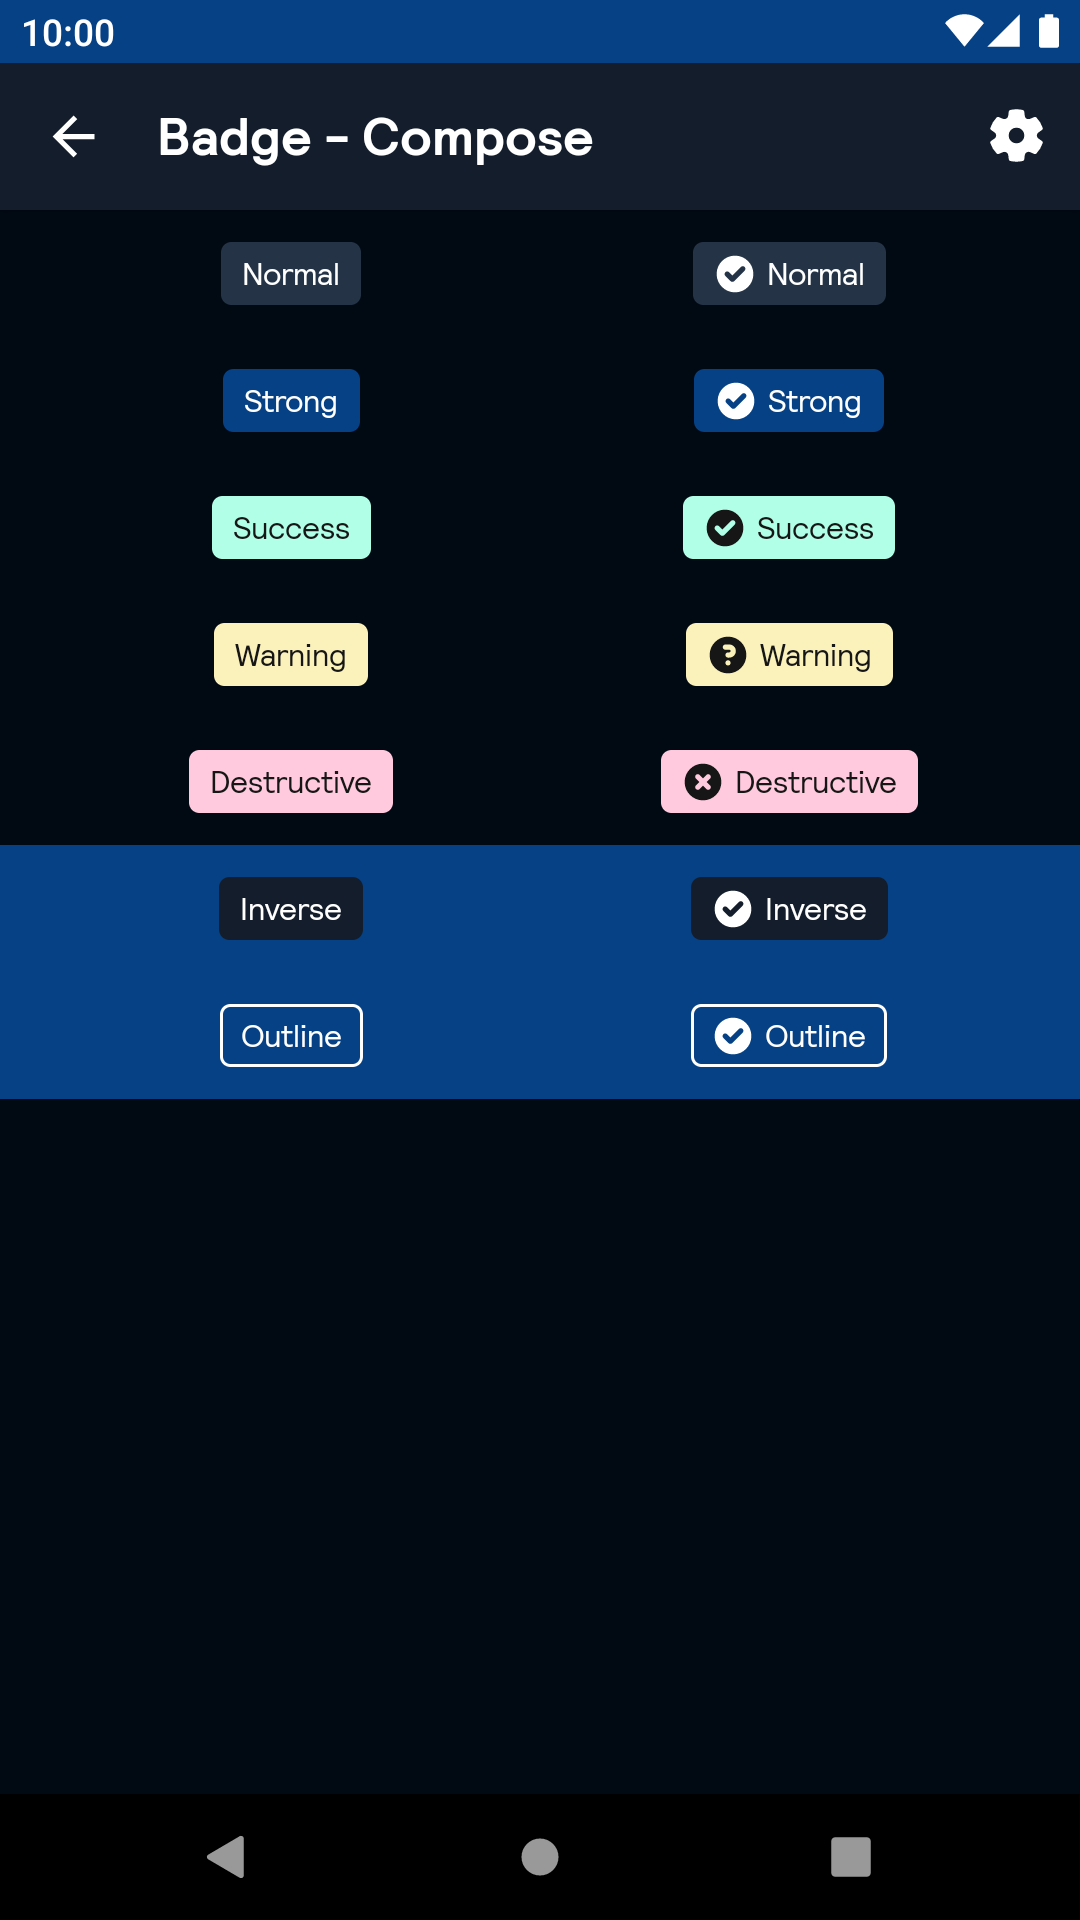 10:00
Badge - Compose
Normal Normal
Strong Strong
Success Success
Warning Warning
Destructive Destructive
Inverse Inverse
Outline Outline